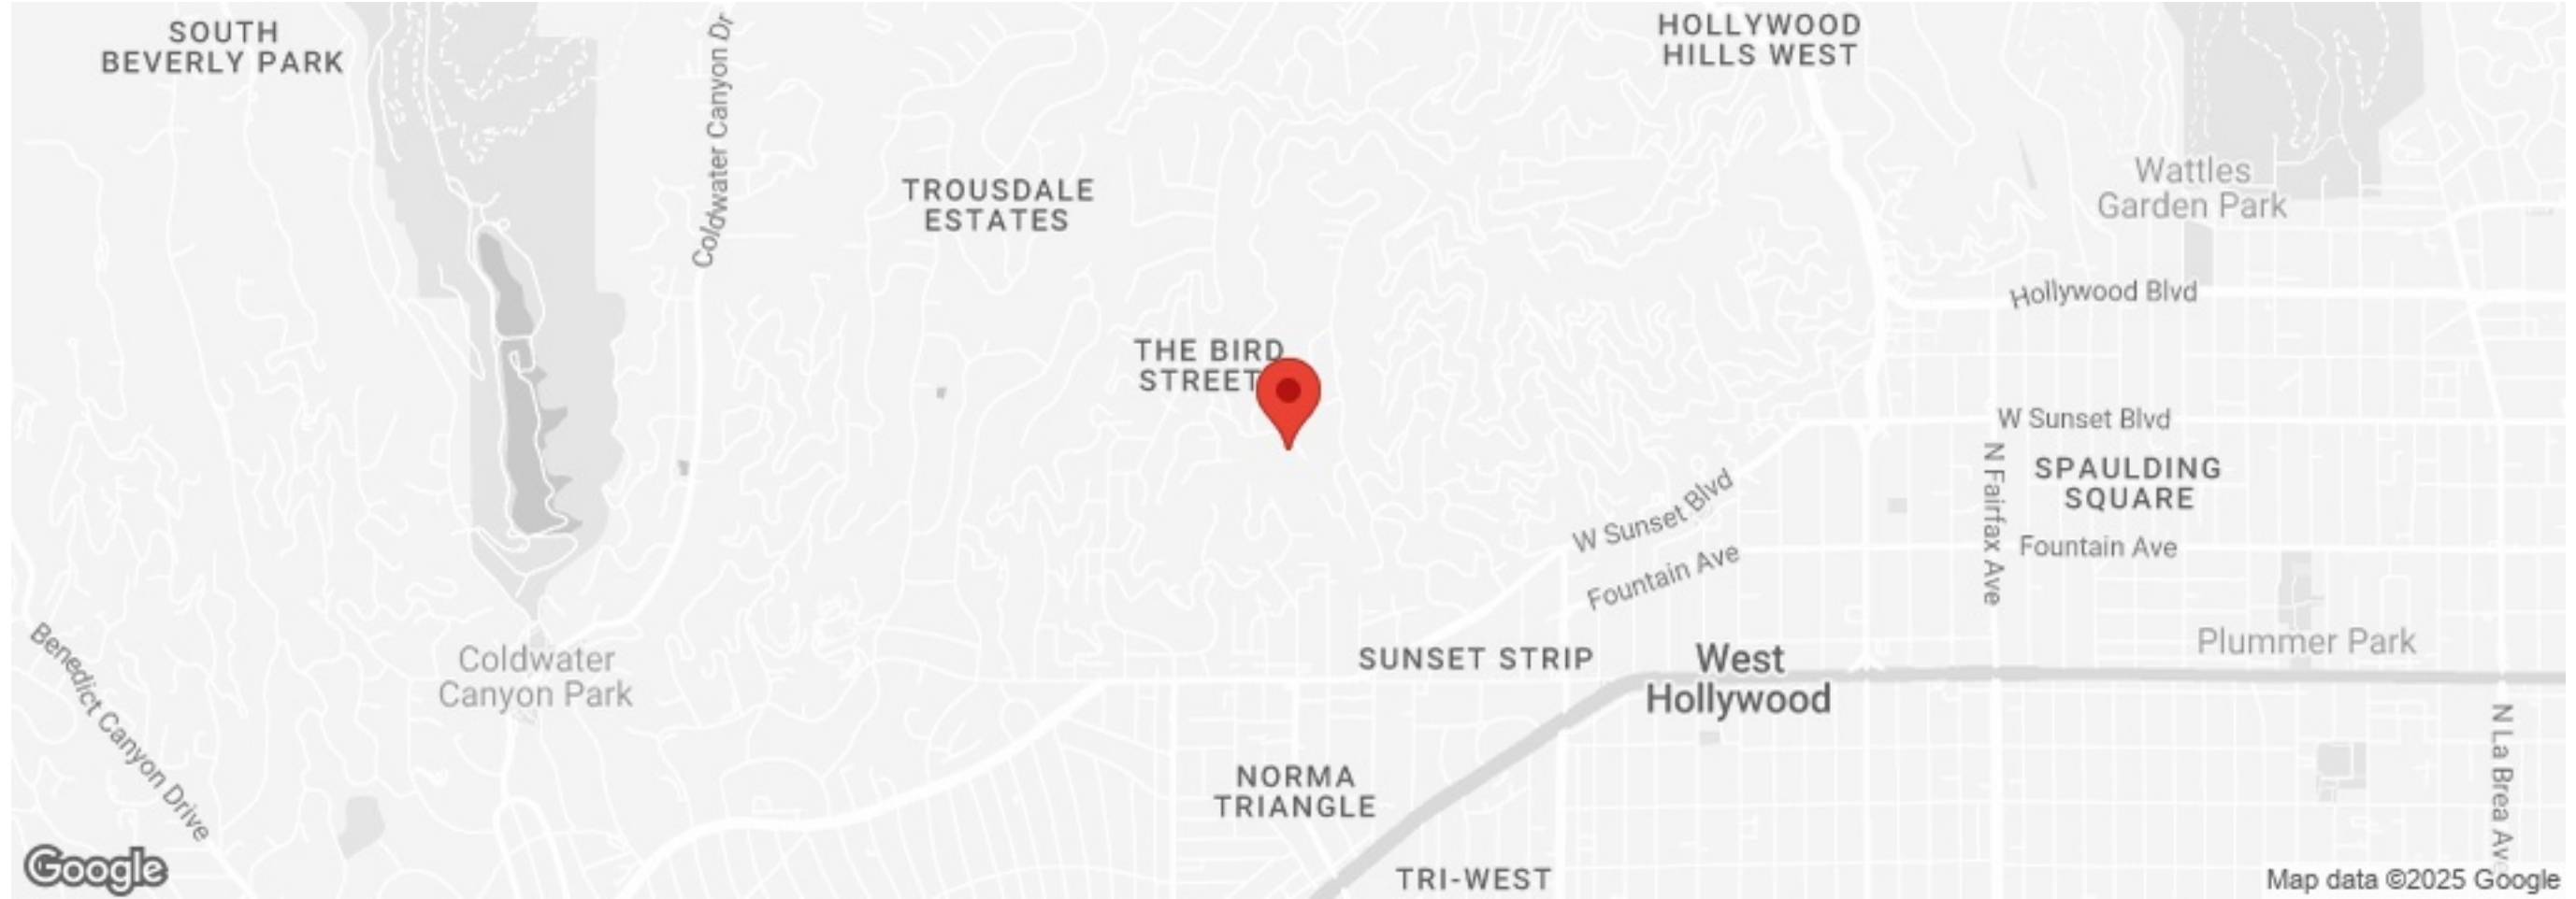 SOUTH
BEVERLY PARK
Coldwater Canyon Dr
HOLLYWOOD
HILLS WEST
TROUSDALE
ESTATES
Wattles
Garden Park
Hollywood Blvd
THE BIRD
STREET
W Sunset Blvd
N Fairfax Ave
SPAULDING
SQUARE
W Sunset Blvd
Fountain Ave
Fountain Ave
Benedict Canyon Drive
Coldwater
Canyon Park
SUNSET STRIP
West
Hollywood
Plummer Park
N La Brea Av
NORMA
TRIANGLE
TRI-WEST
Google
Map data ©2025 Google